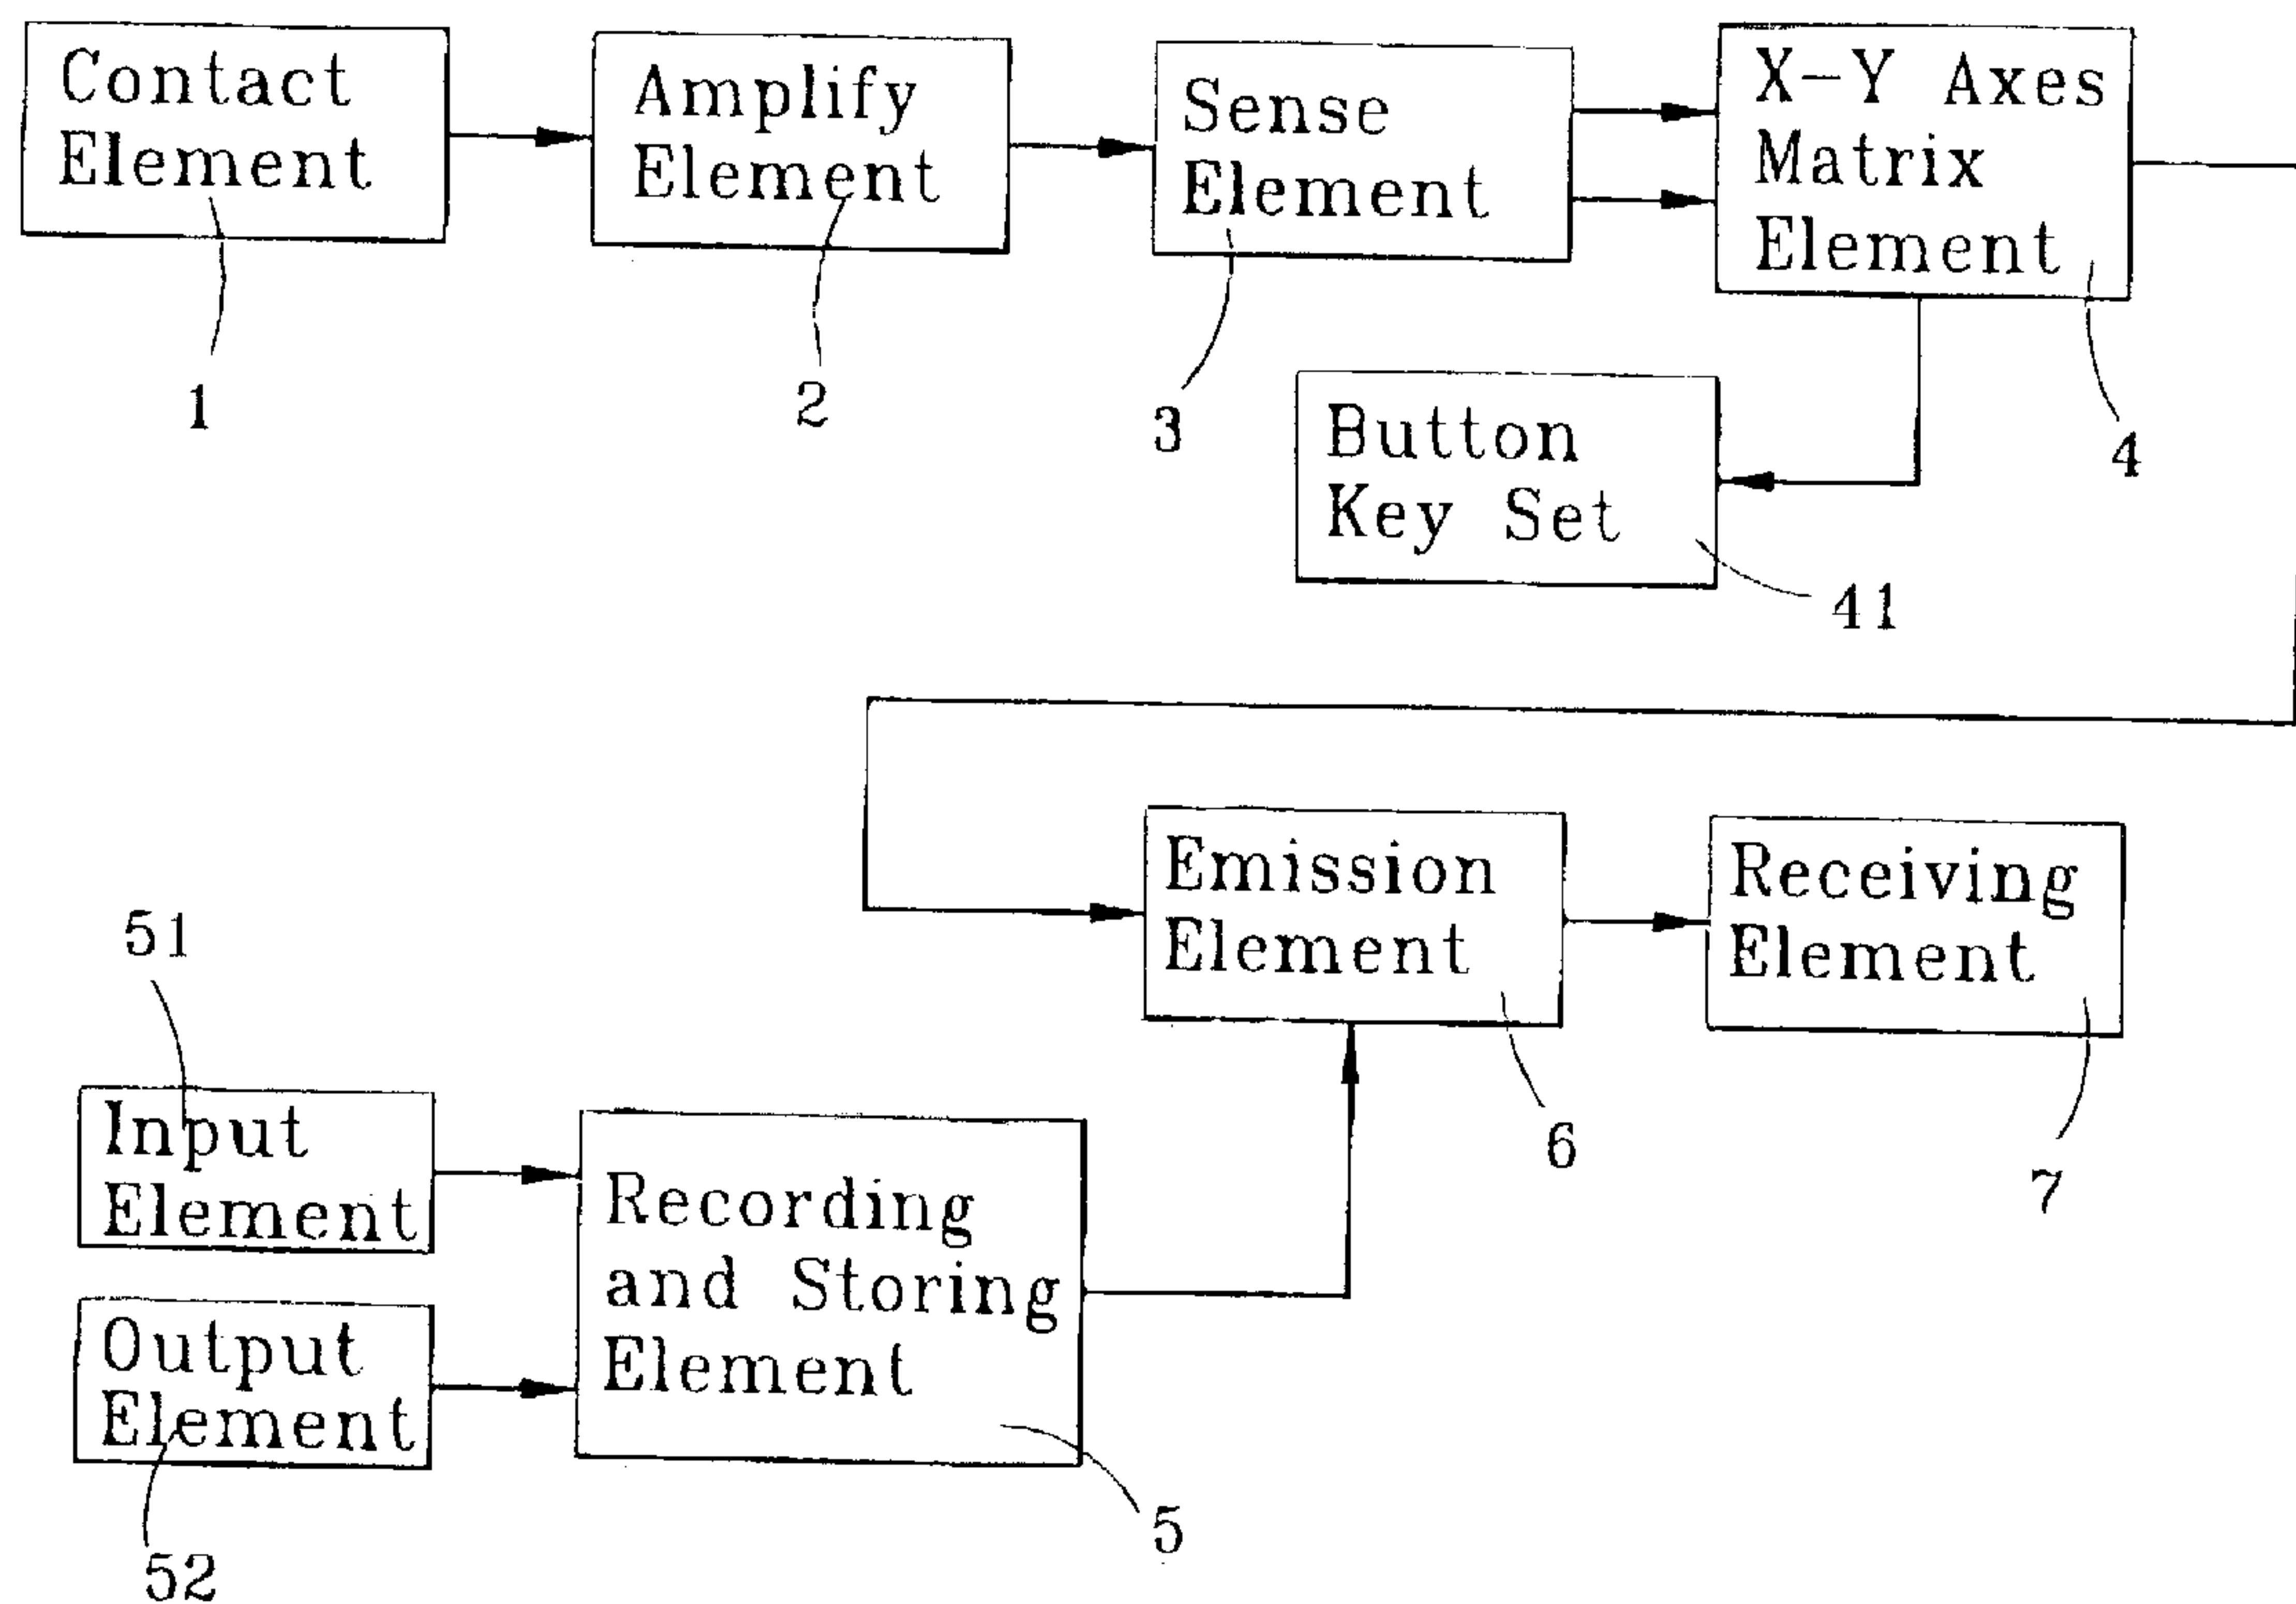 Contact
Element
1
Amplify
Element
2
Sense
Element
3
X-Y Axes
Matrix
Element
4
Button
Key Set
41
Emission
Element
6
Receiving
Element
7
51
Input
Element
Output
Element
52
Recording
and Storing
Element
5